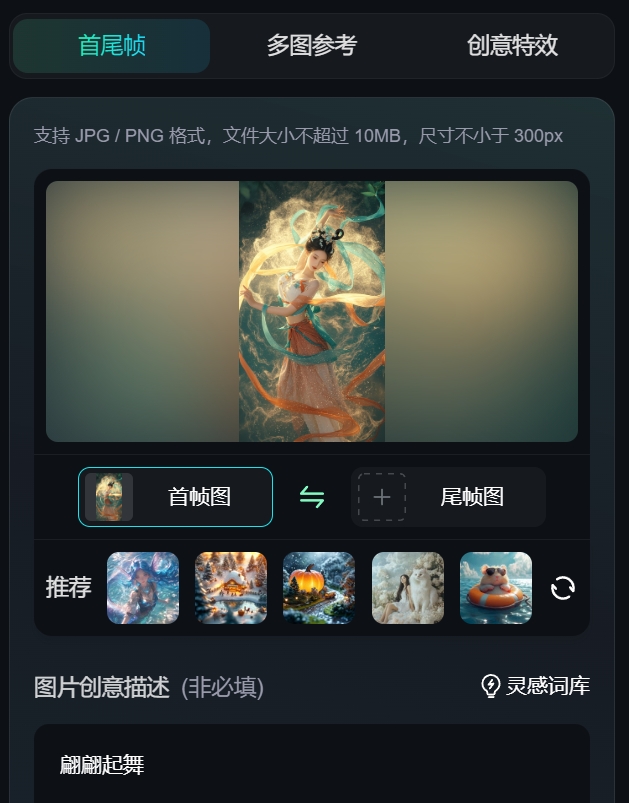 首尾帧 多图参考 创意特效
支持 JPG / PNG 格式，文件大小不超过 10MB，尺寸不小于 300px
首帧图 尾帧图
推荐
图片创意描述 (非必填) 灵感词库
翩翩起舞